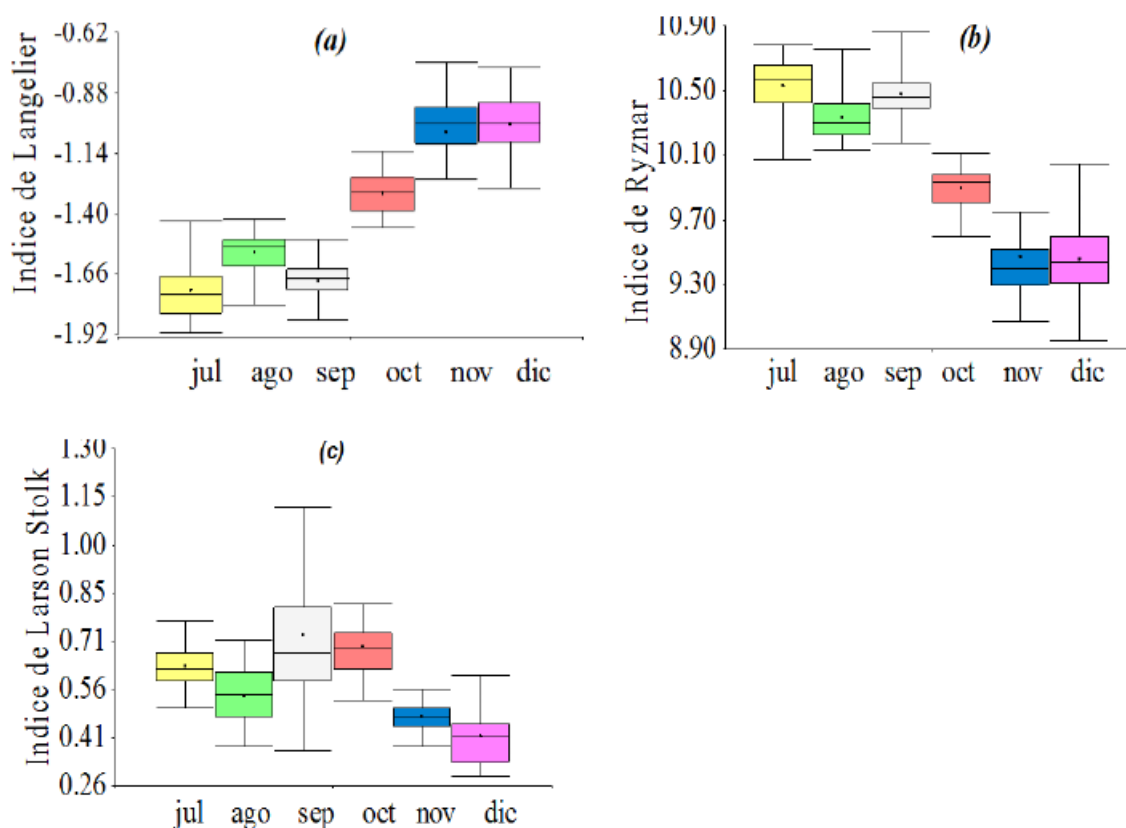 (a)
Indice de Langelier
-0.62
-0.88
-1.14
-1.40
-1.66
-1.92
jul ago sep oct nov dic
(b)
Indice de Ryznar
10.90
10.50
10.10
9.70
9.30
8.90
jul ago sep oct nov dic
(c)
Indice de Larson Stolk
1.30
1.15
1.00
0.85
0.71
0.56
0.41
0.26
jul ago sep oct nov dic